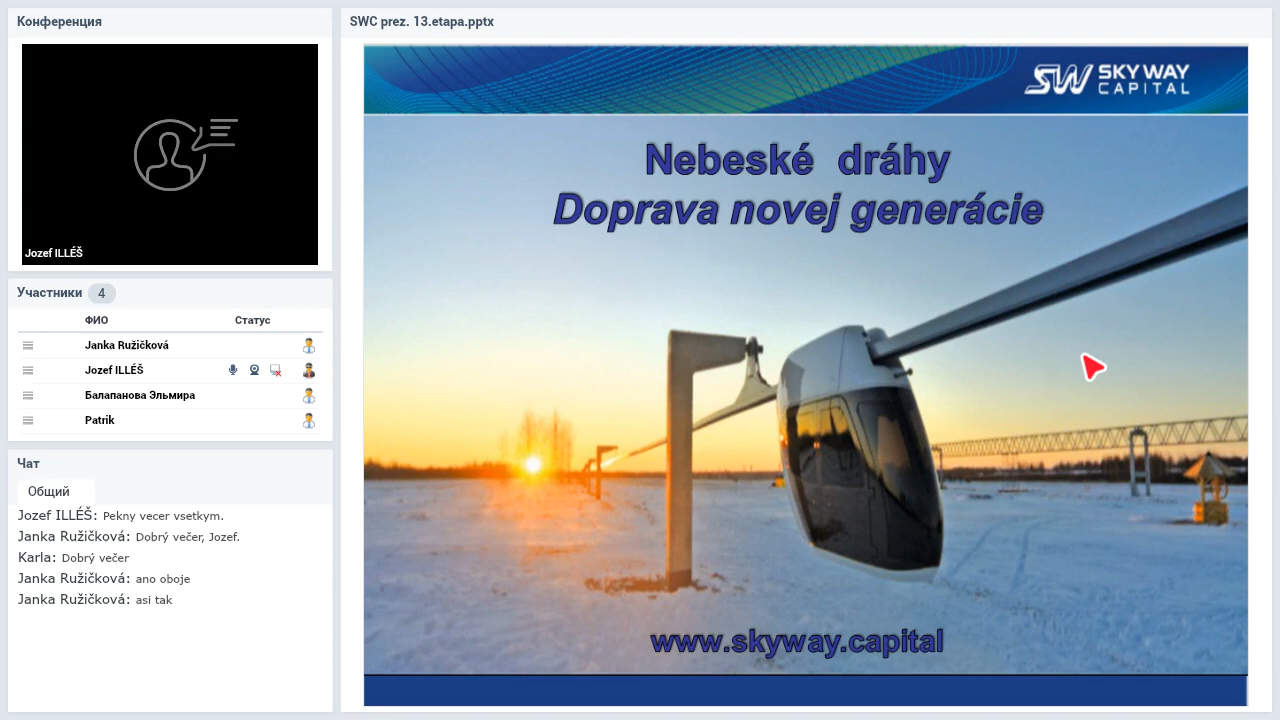 Конференция
Jozef ILLÉŠ
Участники 4
ФИО Статус
Janka Ružičková
Jozef ILLÉŠ
Балапанова Эльмира
Patrik
Чат
Общий
Jozef ILLÉŠ: Pekny vecer vsetkym.
Janka Ružičková: Dobrý večer, Jozef.
Karla: Dobrý večer
Janka Ružičková: ano oboje
Janka Ružičková: asi tak
SWC prez. 13.etapa.pptx
SW SKY WAY
CAPITAL
Nebeské dráhy
Doprava novej generácie
www.skyway.capital